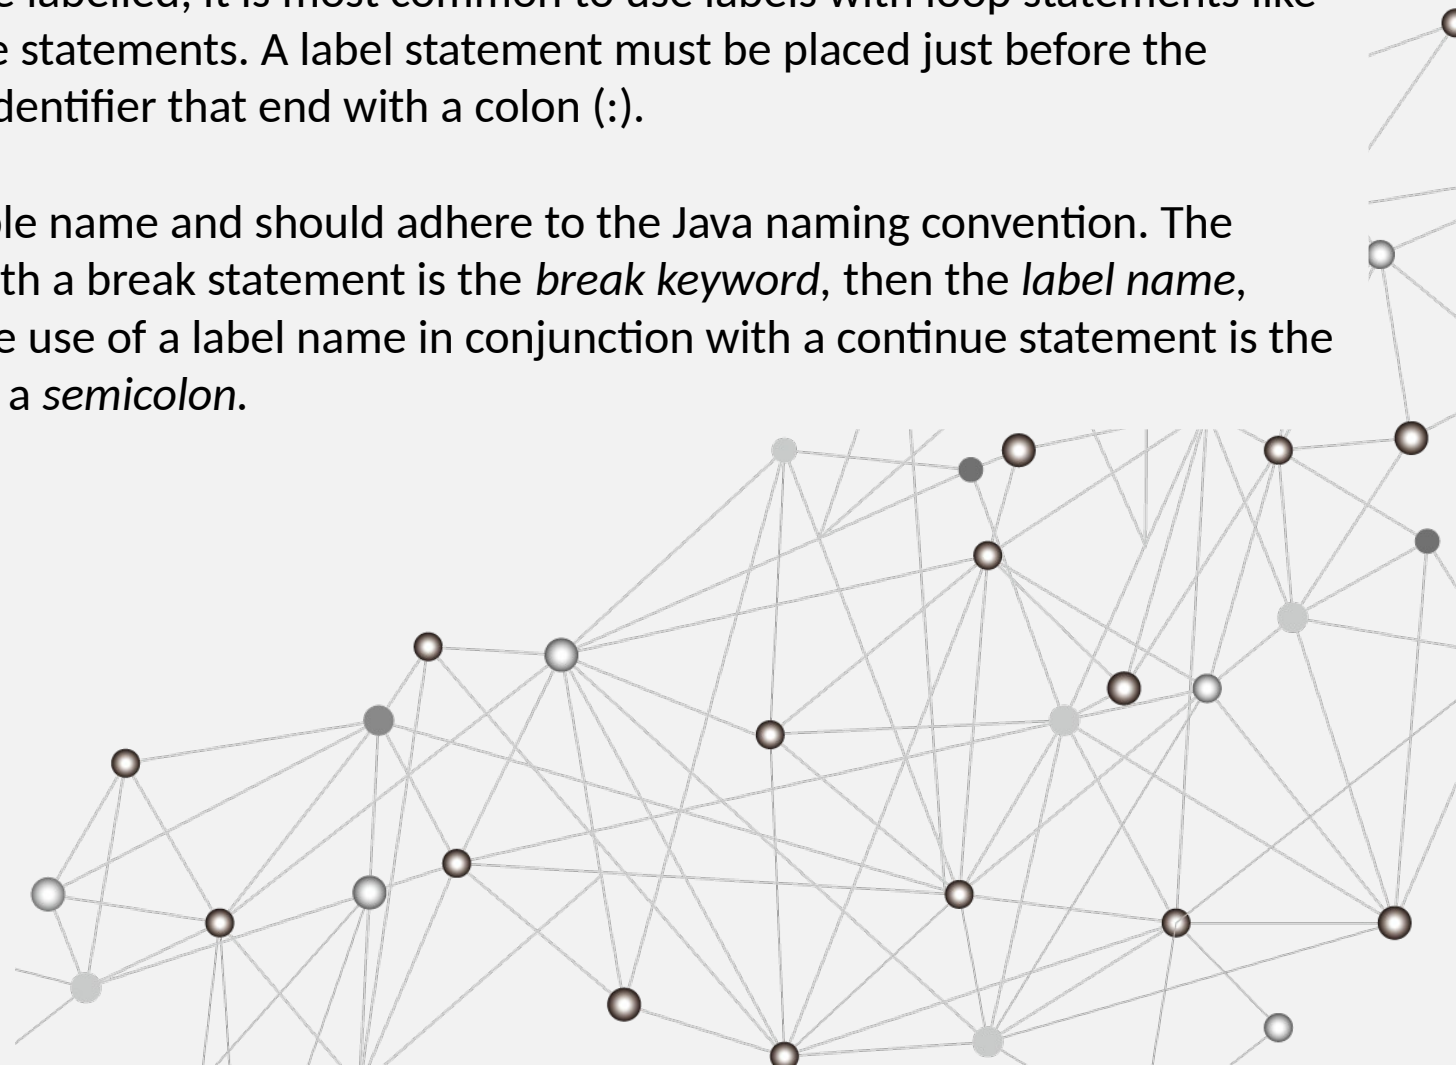 labelled, it is most common to use labels with loop statements like
statements. A label statement must be placed just before the
identifier that end with a colon (:).
name and should adhere to the Java naming convention. The
a break statement is the break keyword, then the label name,
use of a label name in conjunction with a continue statement is the
a semicolon.